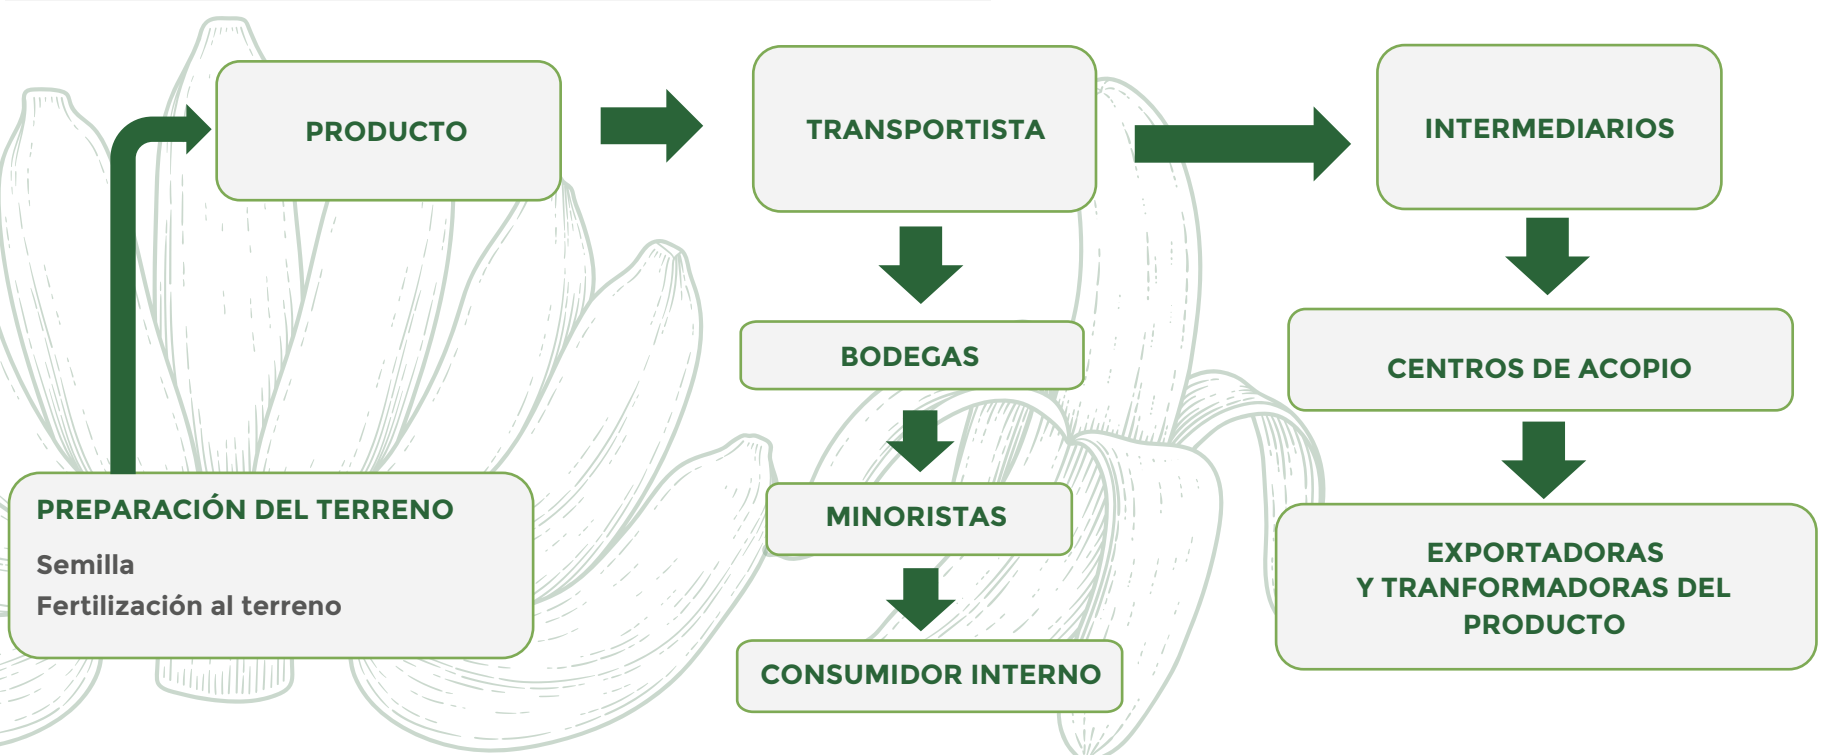 PRODUCTO
TRANSPORTISTA
INTERMEDIARIOS
BODEGAS
CENTROS DE ACOPIO
PREPARACIÓN DEL TERRENO
Semilla
Fertilización al terreno
MINORISTAS
EXPORTADORAS
Y TRANFORMADORAS DEL
PRODUCTO
CONSUMIDOR INTERNO